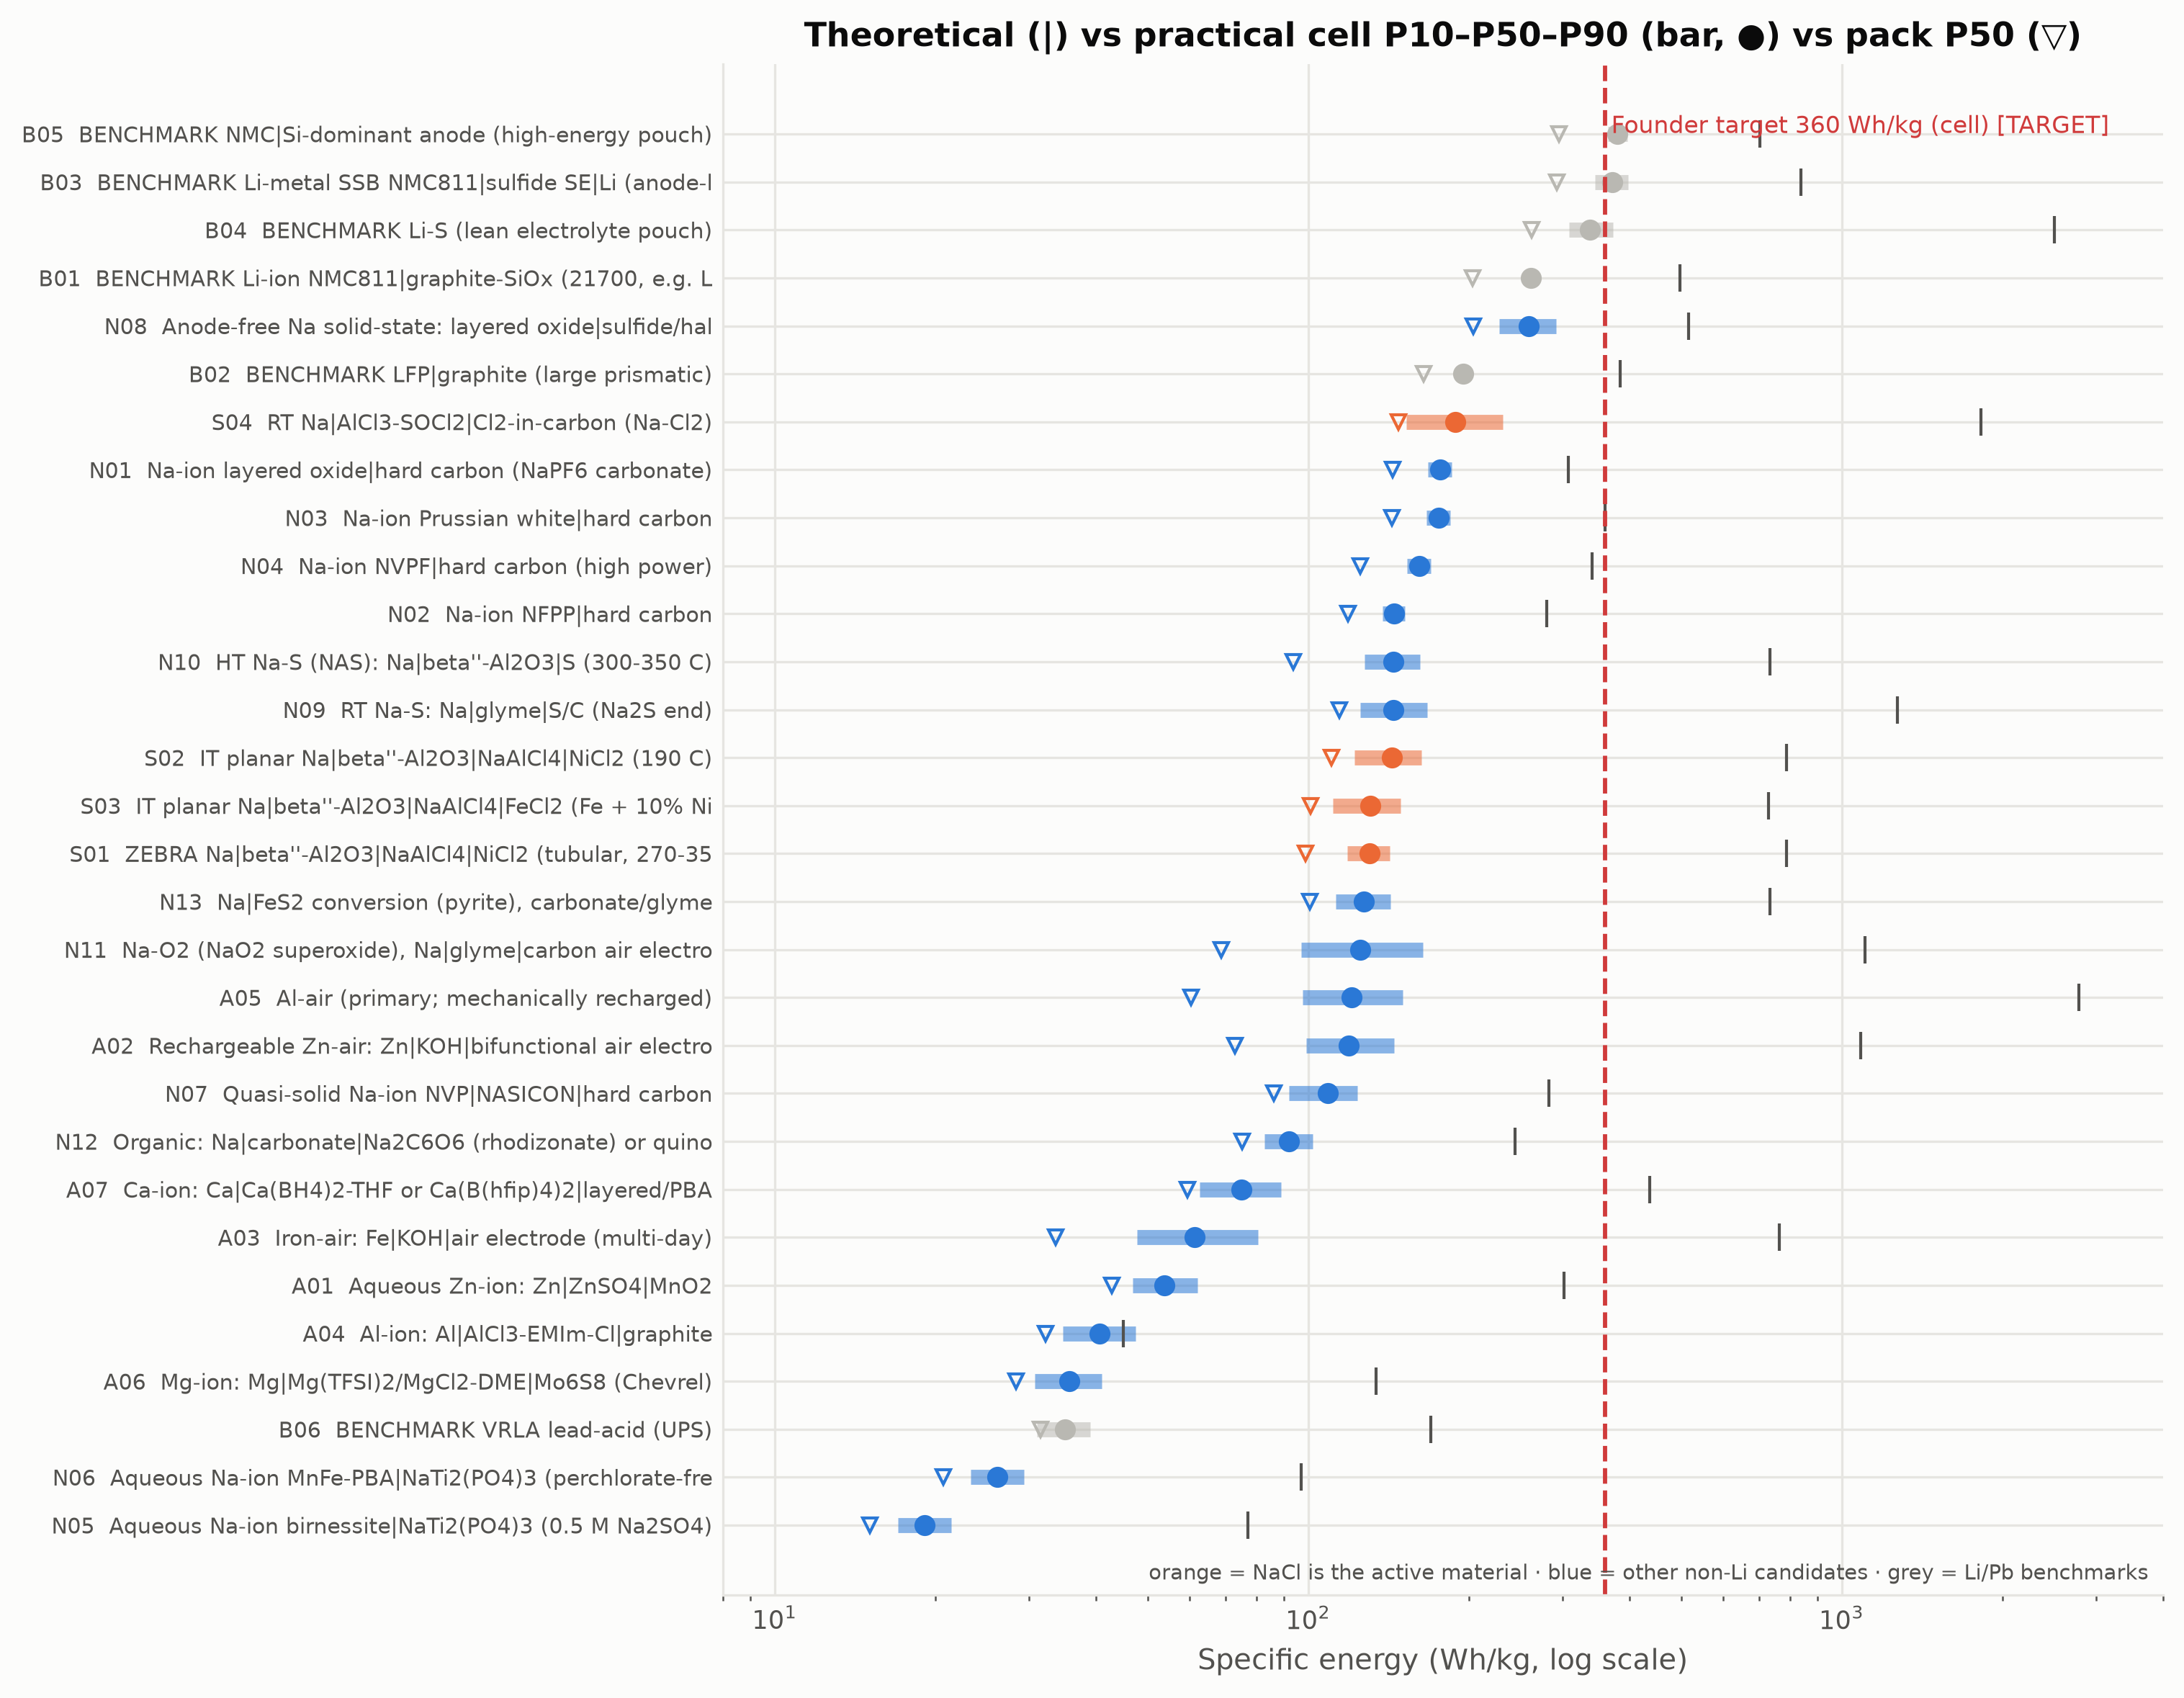 Theoretical (|) vs practical cell P10–P50–P90 (bar, ●) vs pack P50 (▽)
Founder target 360 Wh/kg (cell) [TARGET]
B05 BENCHMARK NMC|Si-dominant anode (high-energy pouch)
B03 BENCHMARK Li-metal SSB NMC811|sulfide SE|Li (anode-l
B04 BENCHMARK Li-S (lean electrolyte pouch)
B01 BENCHMARK Li-ion NMC811|graphite-SiOx (21700, e.g. L
N08 Anode-free Na solid-state: layered oxide|sulfide/hal
B02 BENCHMARK LFP|graphite (large prismatic)
S04 RT Na|AlCl3-SOCl2|Cl2-in-carbon (Na-Cl2)
N01 Na-ion layered oxide|hard carbon (NaPF6 carbonate)
N03 Na-ion Prussian white|hard carbon
N04 Na-ion NVPF|hard carbon (high power)
N02 Na-ion NFPP|hard carbon
N10 HT Na-S (NAS): Na|beta''-Al2O3|S (300-350 C)
N09 RT Na-S: Na|glyme|S/C (Na2S end)
S02 IT planar Na|beta''-Al2O3|NaAlCl4|NiCl2 (190 C)
S03 IT planar Na|beta''-Al2O3|NaAlCl4|FeCl2 (Fe + 10% Ni
S01 ZEBRA Na|beta''-Al2O3|NaAlCl4|NiCl2 (tubular, 270-35
N13 Na|FeS2 conversion (pyrite), carbonate/glyme
N11 Na-O2 (NaO2 superoxide), Na|glyme|carbon air electro
A05 Al-air (primary; mechanically recharged)
A02 Rechargeable Zn-air: Zn|KOH|bifunctional air electro
N07 Quasi-solid Na-ion NVP|NASICON|hard carbon
N12 Organic: Na|carbonate|Na2C6O6 (rhodizonate) or quino
A07 Ca-ion: Ca|Ca(BH4)2-THF or Ca(B(hfip)4)2|layered/PBA
A03 Iron-air: Fe|KOH|air electrode (multi-day)
A01 Aqueous Zn-ion: Zn|ZnSO4|MnO2
A04 Al-ion: Al|AlCl3-EMIm-Cl|graphite
A06 Mg-ion: Mg|Mg(TFSI)2/MgCl2-DME|Mo6S8 (Chevrel)
B06 BENCHMARK VRLA lead-acid (UPS)
N06 Aqueous Na-ion MnFe-PBA|NaTi2(PO4)3 (perchlorate-fre
N05 Aqueous Na-ion birnessite|NaTi2(PO4)3 (0.5 M Na2SO4)
orange = NaCl is the active material · blue = other non-Li candidates · grey = Li/Pb benchmarks
10¹ 10² 10³
Specific energy (Wh/kg, log scale)